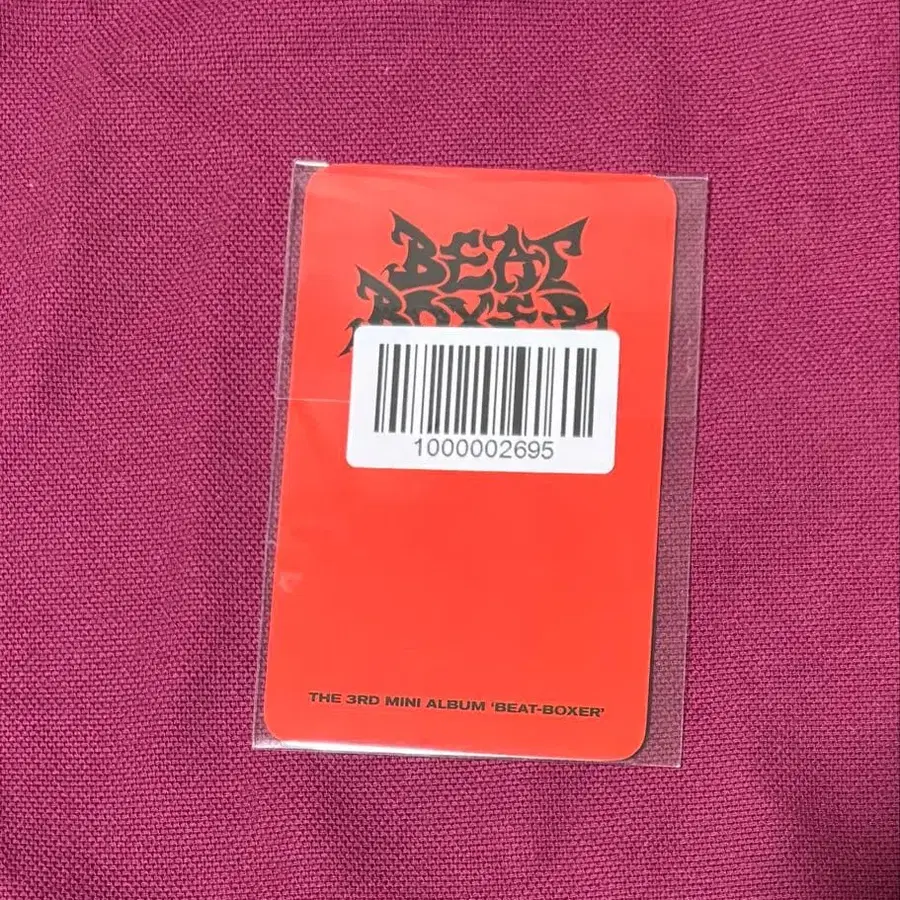 BEAT
BOXER
1000002695
THE 3RD MINI ALBUM ‘BEAT-BOXER’